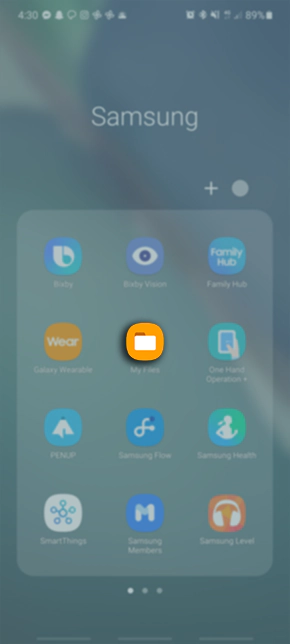 4:30 89%
Samsung
Bixby Bixby Vision Family Hub
Family Hub
Wear
Galaxy Wearable My Files One Hand Operation +
PENUP Samsung Flow Samsung Health
SmartThings Samsung Members Samsung Level